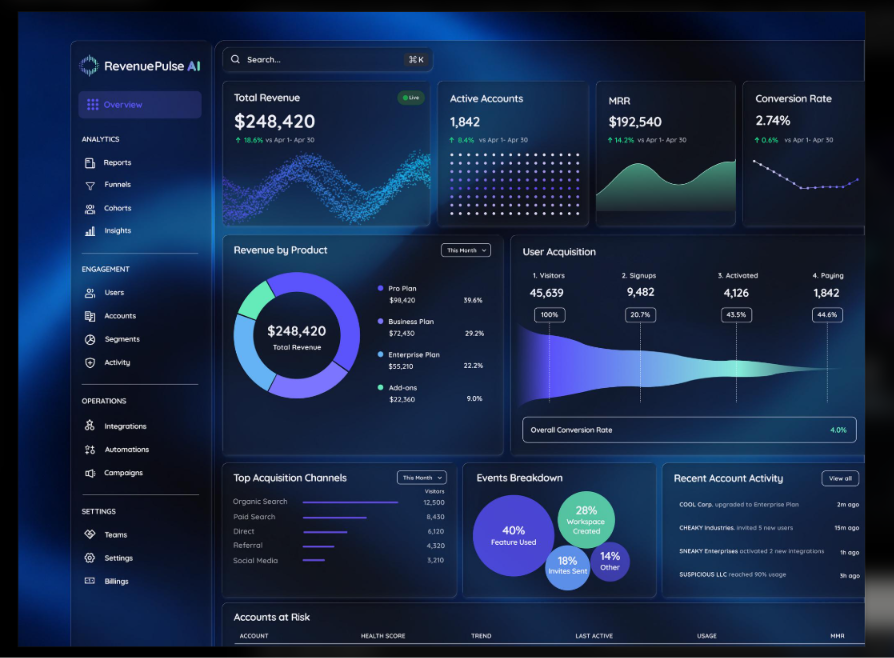 RevenuePulse AI
Search...
⌘ K
Overview
ANALYTICS
Reports
Funnels
Cohorts
Insights
ENGAGEMENT
Users
Accounts
Segments
Activity
OPERATIONS
Integrations
Automations
Campaigns
SETTINGS
Teams
Settings
Billings
Total Revenue
Live
$248,420
↑ 18.6% vs Apr 1- Apr 30
Active Accounts
1,842
↑ 8.4% vs Apr 1- Apr 30
MRR
$192,540
↑ 14.2% vs Apr 1- Apr 30
Conversion Rate
2.74%
↑ 0.6% vs Apr 1- Apr 30
Revenue by Product
This Month
$248,420
Total Revenue
Pro Plan
$98,420 39.6%
Business Plan
$72,430 29.2%
Enterprise Plan
$55,210 22.2%
Add-ons
$22,360 9.0%
User Acquisition
1. Visitors 2. Signups 3. Activated 4. Paying
45,639 9,482 4,126 1,842
100% 20.7% 43.5% 44.6%
Overall Conversion Rate 4.0%
Top Acquisition Channels
This Month
Visitors
Organic Search 12,500
Paid Search 8,430
Direct 6,120
Referral 4,320
Social Media 3,210
Events Breakdown
40%
Feature Used
28%
Workspace
Created
18%
Invites Sent
14%
Other
Recent Account Activity
View all
COOL Corp. upgraded to Enterprise Plan 2m ago
CHEAKY Industries. invited 5 new users 15m ago
SNEAKY Enterprises activated 2 new integrations 1h ago
SUSPICIOUS LLC reached 90% usage 3h ago
Accounts at Risk
ACCOUNT HEALTH SCORE TREND LAST ACTIVE USAGE MMR